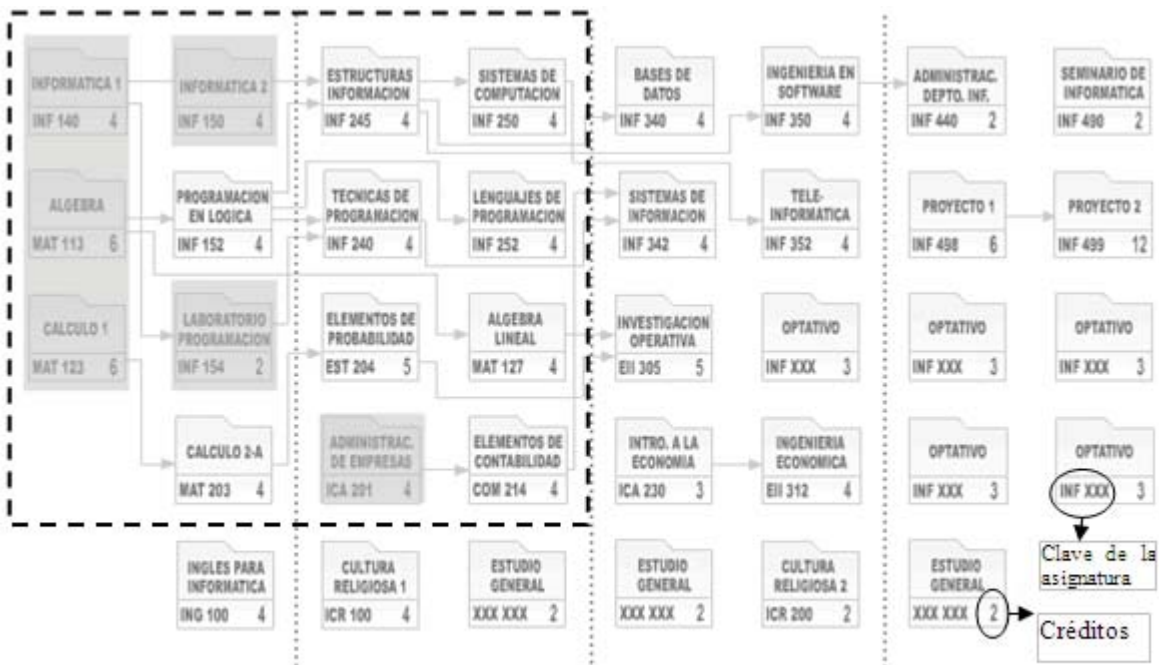 INFORMATICA 1
INF 140 4
INFORMATICA 2
INF 150 4
ESTRUCTURAS
INFORMACION
INF 245 4
SISTEMAS DE
COMPUTACION
INF 250 4
BASES DE
DATOS
INF 340 4
INGENIERIA EN
SOFTWARE
INF 350 4
ADMINISTRAC.
DEPTO. INF.
INF 440 2
SEMINARIO DE
INFORMATICA
INF 490 2
ALGEBRA
MAT 113 6
PROGRAMACION
EN LOGICA
INF 152 4
TECNICAS DE
PROGRAMACION
INF 240 4
LENGUAJES DE
PROGRAMACION
INF 252 4
SISTEMAS DE
INFORMACION
INF 342 4
TELE-
INFORMATICA
INF 352 4
PROYECTO 1
INF 498 6
PROYECTO 2
INF 499 12
CALCULO 1
MAT 123 6
LABORATORIO
PROGRAMACION
INF 154 2
ELEMENTOS DE
PROBABILIDAD
EST 204 5
ALGEBRA
LINEAL
MAT 127 4
INVESTIGACION
OPERATIVA
EII 305 5
OPTATIVO
INF XXX 3
OPTATIVO
INF XXX 3
OPTATIVO
INF XXX 3
CALCULO 2-A
MAT 203 4
ADMINISTRAC.
DE EMPRESAS
ICA 201 4
ELEMENTOS DE
CONTABILIDAD
COM 214 4
INTRO. A LA
ECONOMIA
ICA 230 3
INGENIERIA
ECONOMICA
EII 312 4
OPTATIVO
INF XXX 3
OPTATIVO
INF XXX 3
INGLES PARA
INFORMATICA
ING 100 4
CULTURA
RELIGIOSA 1
ICR 100 4
ESTUDIO
GENERAL
XXX XXX 2
ESTUDIO
GENERAL
XXX XXX 2
CULTURA
RELIGIOSA 2
ICR 200 2
ESTUDIO
GENERAL
XXX XXX 2
Clave de la
asignatura
Créditos